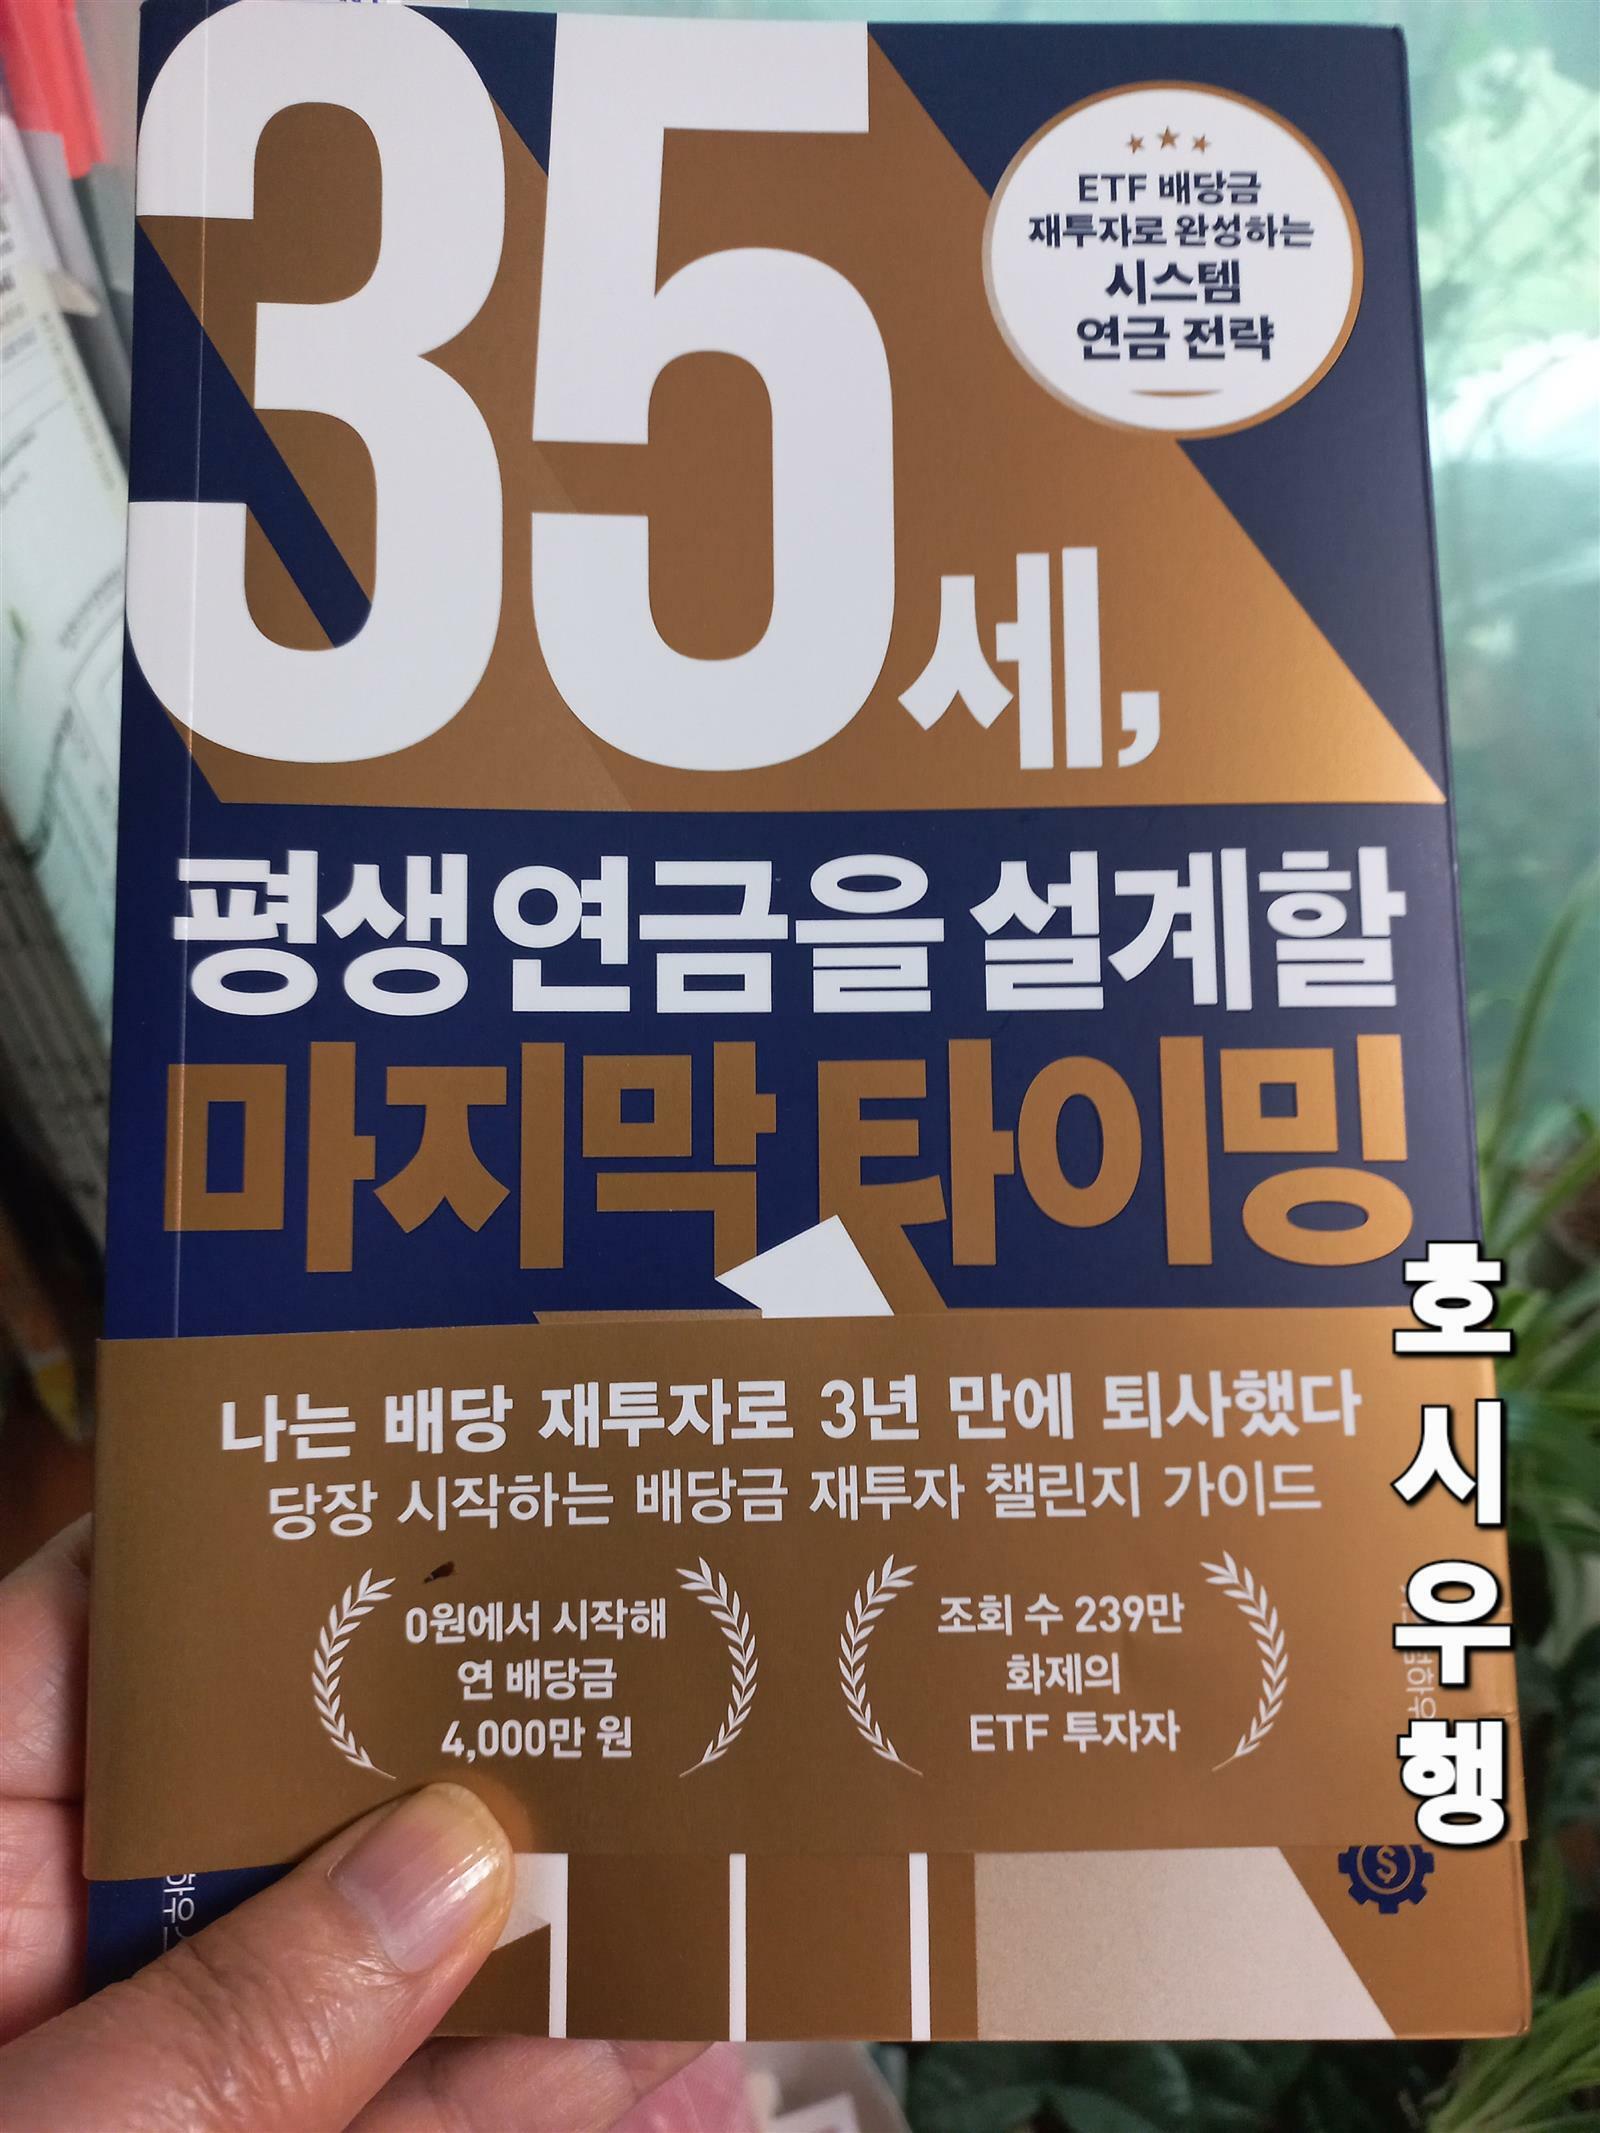 35세,
ETF 배당금
재투자로 완성하는
시스템
연금 전략
평생 연금을 설계할
마지막 타이밍
나는 배당 재투자로 3년 만에 퇴사했다
당장 시작하는 배당금 재투자 챌린지 가이드
0원에서 시작해
연 배당금
4,000만 원
조회 수 239만
화제의
ETF 투자자
호시우행
하우
$